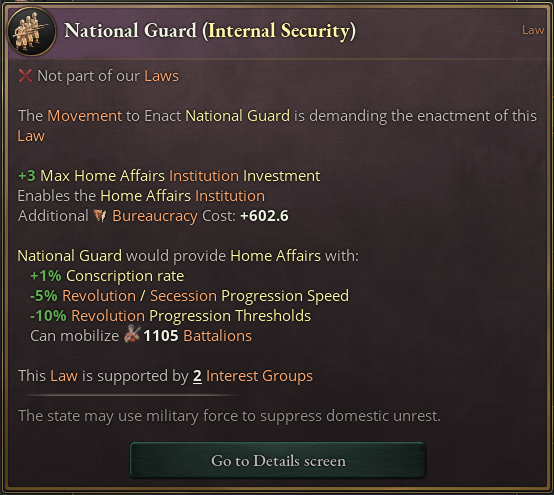 National Guard (Internal Security)
Law
Not part of our Laws
The Movement to Enact National Guard is demanding the enactment of this
Law
+3 Max Home Affairs Institution Investment
Enables the Home Affairs Institution
Additional Bureaucracy Cost: +602.6
National Guard would provide Home Affairs with:
+1% Conscription rate
-5% Revolution / Secession Progression Speed
-10% Revolution Progression Thresholds
Can mobilize 1105 Battalions
This Law is supported by 2 Interest Groups
The state may use military force to suppress domestic unrest.
Go to Details screen